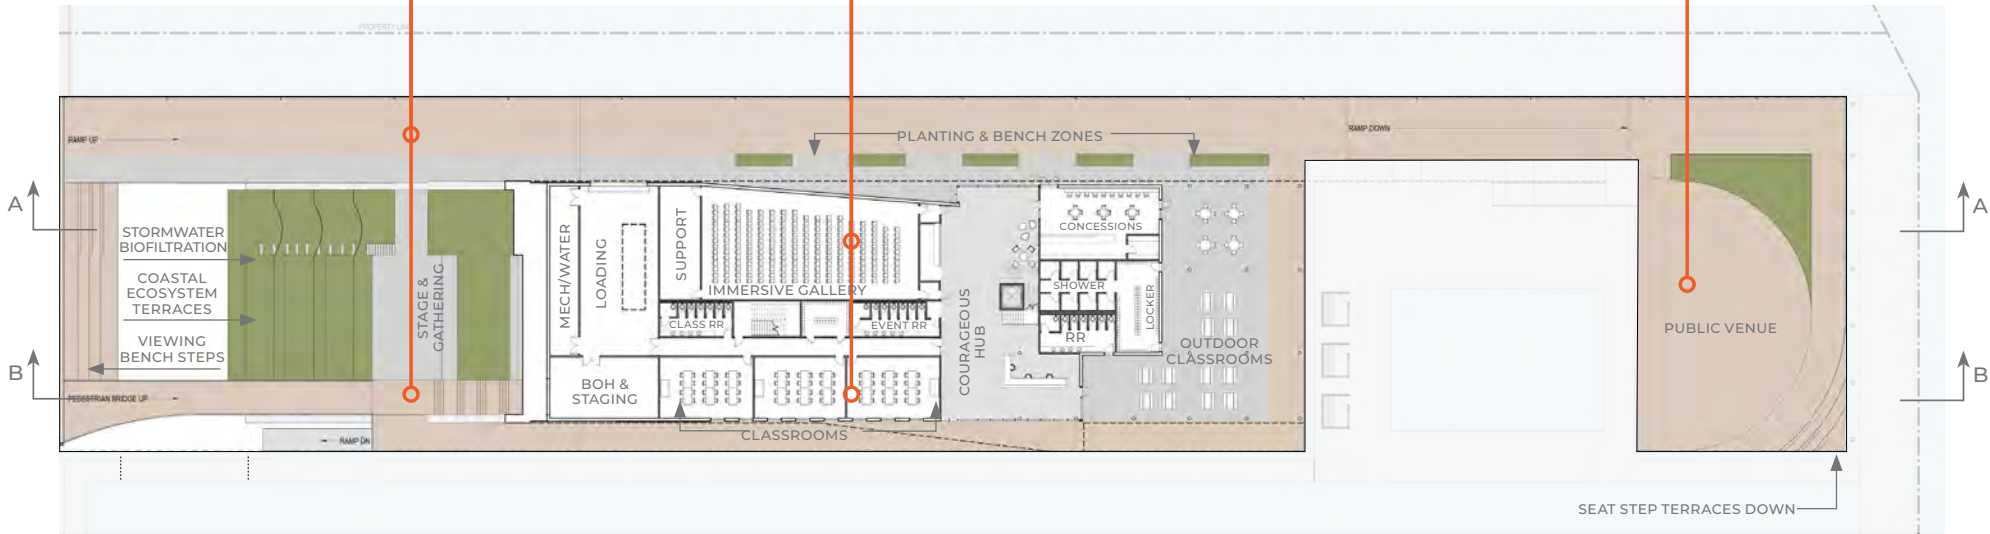 PROPERTY LINE
RAMP UP
PLANTING & BENCH ZONES
RAMP DOWN
A
A
STORMWATER
BIOFILTRATION
COASTAL
ECOSYSTEM
TERRACES
VIEWING
BENCH STEPS
STAGE &
GATHERING
MECH/WATER
LOADING
SUPPORT
IMMERSIVE GALLERY
CLASS RR
EVENT RR
BOH &
STAGING
CLASSROOMS
COURAGEOUS
HUB
CONCESSIONS
SHOWER
LOCKER
RR
OUTDOOR
CLASSROOMS
PUBLIC VENUE
B
B
PEDESTRIAN BRIDGE UP
RAMP DN
SEAT STEP TERRACES DOWN